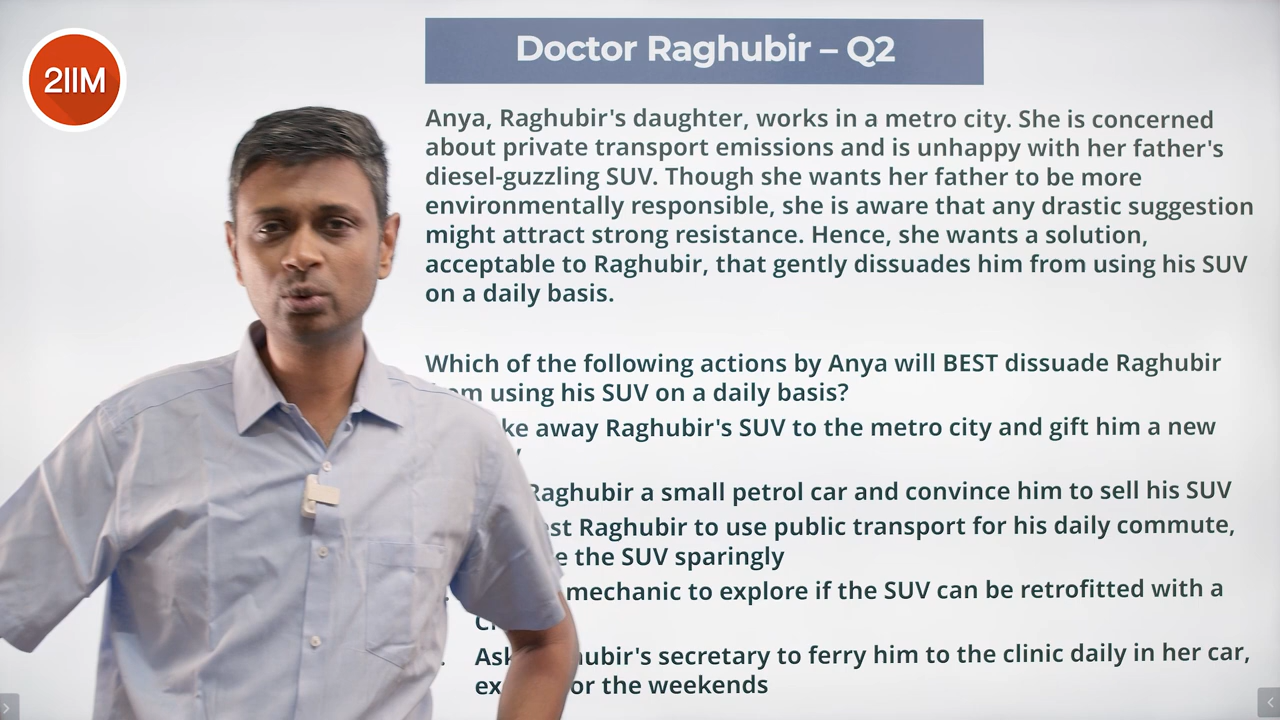 2IIM
Doctor Raghubir – Q2
Anya, Raghubir's daughter, works in a metro city. She is concerned
about private transport emissions and is unhappy with her father's
diesel-guzzling SUV. Though she wants her father to be more
environmentally responsible, she is aware that any drastic suggestion
might attract strong resistance. Hence, she wants a solution,
acceptable to Raghubir, that gently dissuades him from using his SUV
on a daily basis.
Which of the following actions by Anya will BEST dissuade Raghubir
using his SUV on a daily basis?
away Raghubir's SUV to the metro city and gift him a new
Raghubir a small petrol car and convince him to sell his SUV
Raghubir to use public transport for his daily commute,
the SUV sparingly
mechanic to explore if the SUV can be retrofitted with a
secretary to ferry him to the clinic daily in her car,
the weekends